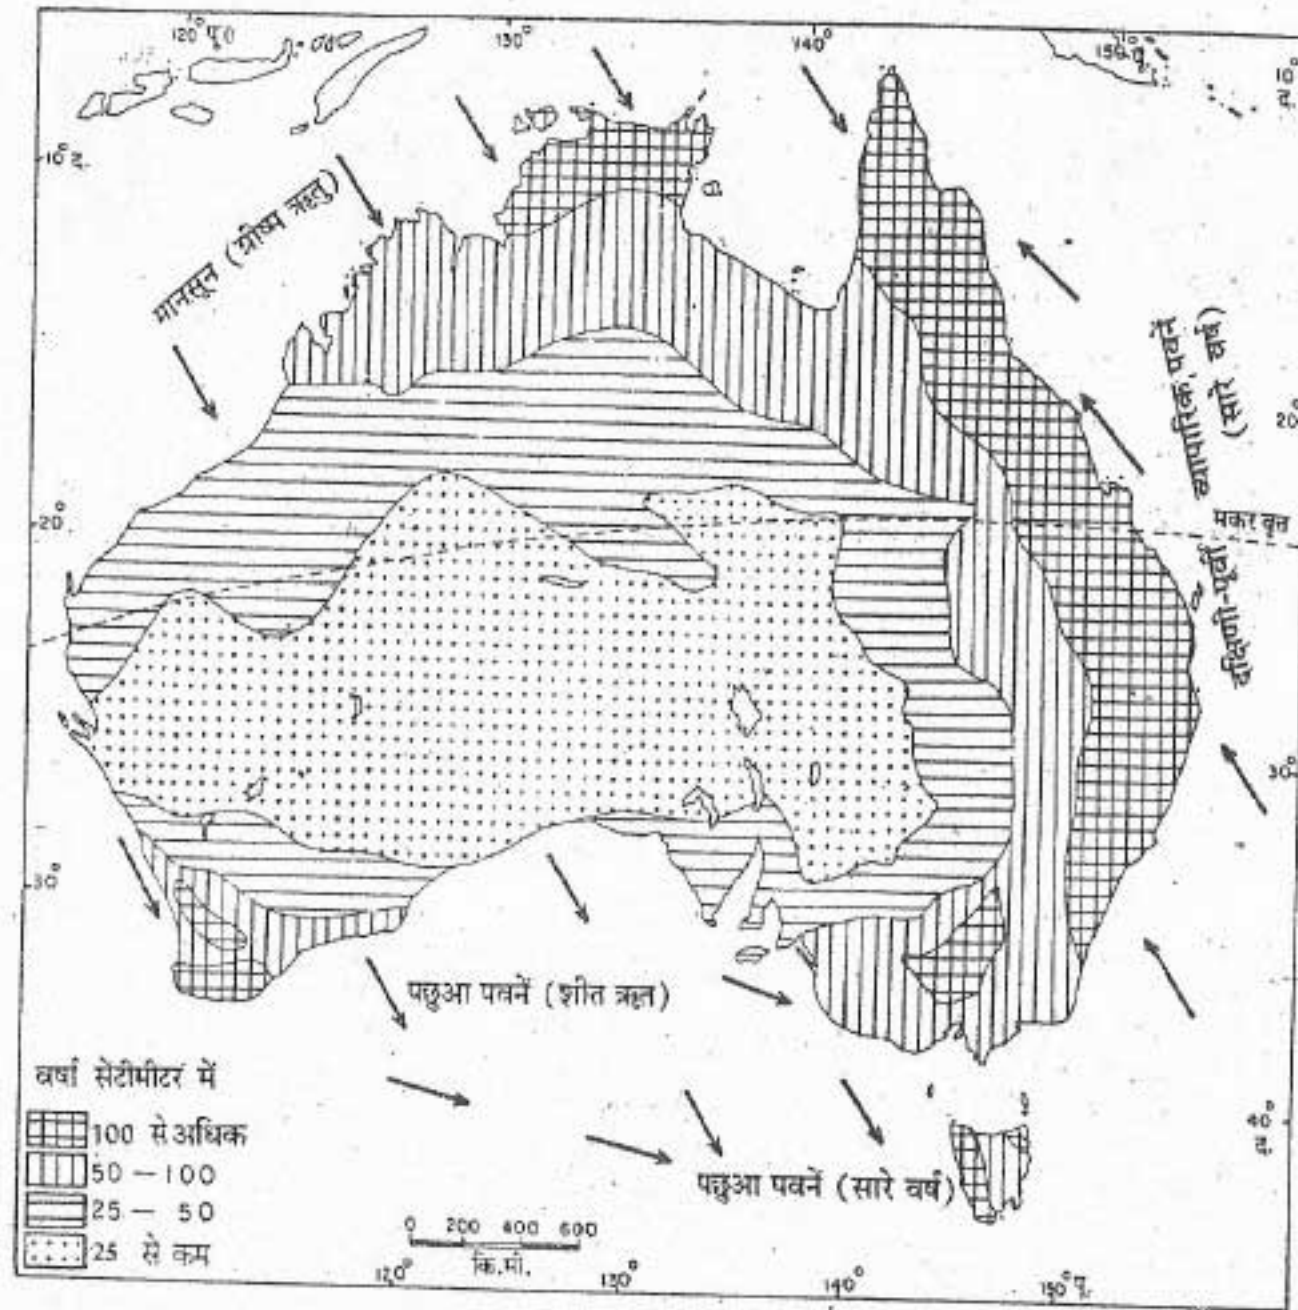 120° पू०
130°
140°
150° पू.
10° द.
10° द.
मानसून (ग्रीष्म ऋतु)
व्यापारिक पवनें
(सारे वर्ष)
20°
20°
मकर वृत्त
दक्षिणी-पूर्वी
30°
30°
पछुआ पवनें (शीत ऋत)
वर्षा सेंटीमीटर में
100 से अधिक
50 – 100
25 – 50
25 से कम
40° द.
पछुआ पवनें (सारे वर्ष)
0 200 400 600
कि.मी.
120°
130°
140°
150° पू.